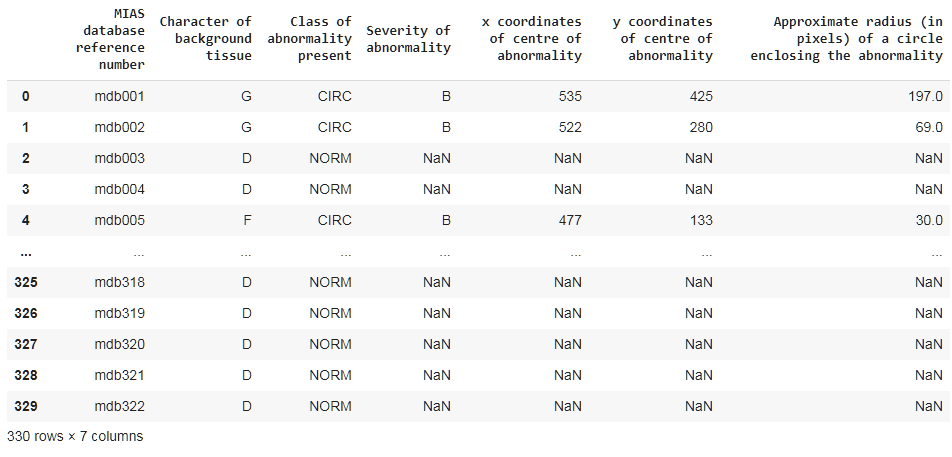 MIAS database reference number Character of background tissue Class of abnormality present Severity of abnormality x coordinates of centre of abnormality y coordinates of centre of abnormality Approximate radius (in pixels) of a circle enclosing the abnormality
0 mdb001 G CIRC B 535 425 197.0
1 mdb002 G CIRC B 522 280 69.0
2 mdb003 D NORM NaN NaN NaN NaN
3 mdb004 D NORM NaN NaN NaN NaN
4 mdb005 F CIRC B 477 133 30.0
... ... ... ... ... ... ... ...
325 mdb318 D NORM NaN NaN NaN NaN
326 mdb319 D NORM NaN NaN NaN NaN
327 mdb320 D NORM NaN NaN NaN NaN
328 mdb321 D NORM NaN NaN NaN NaN
329 mdb322 D NORM NaN NaN NaN NaN
330 rows × 7 columns